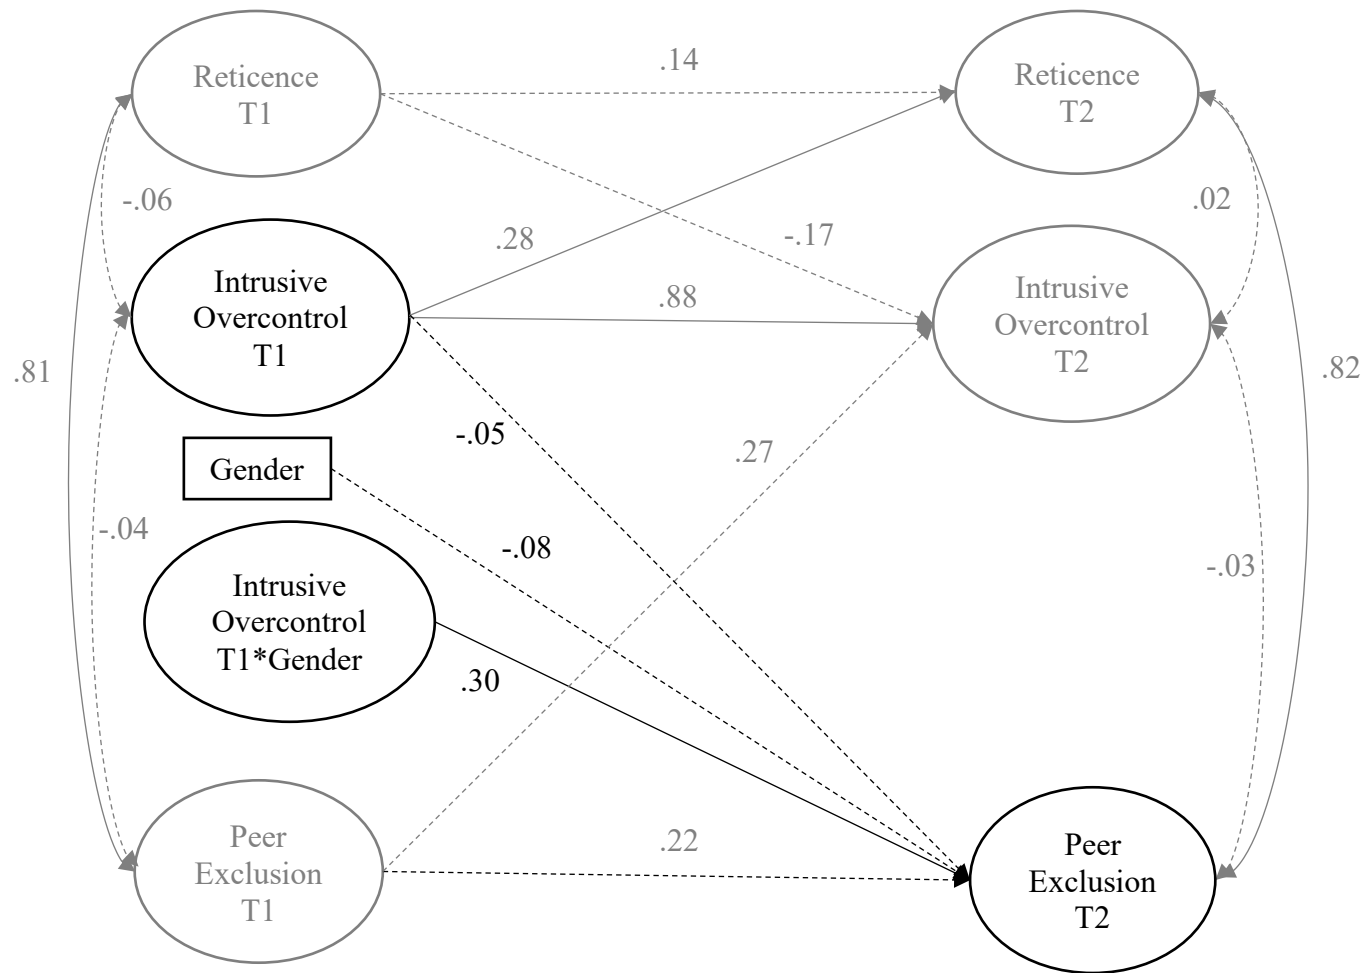 Reticence
T1
.14
Reticence
T2
-.06
.02
.28
-.17
Intrusive
Overcontrol
T1
.88
Intrusive
Overcontrol
T2
.81
.82
-.05
.27
Gender
-.04
-.08
-.03
Intrusive
Overcontrol
T1*Gender
.30
Peer
Exclusion
T1
.22
Peer
Exclusion
T2